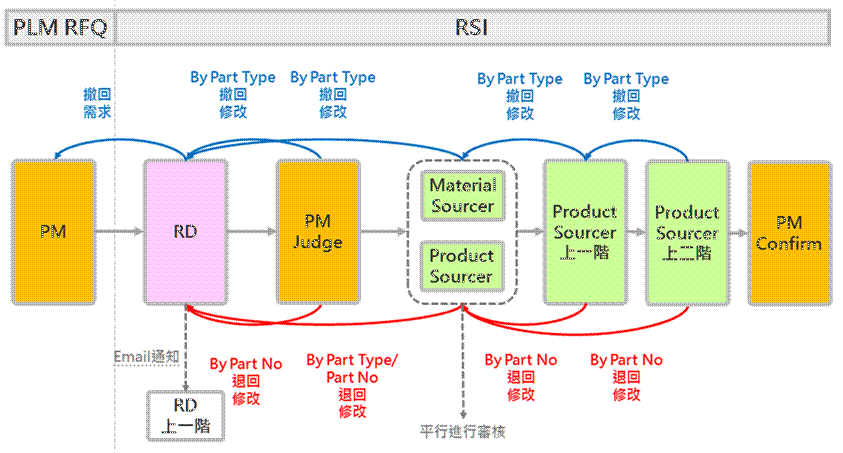 PLM RFQ
RSI
撤回
需求
By Part Type
撤回
修改
By Part Type
撤回
修改
By Part Type
撤回
修改
By Part Type
撤回
修改
PM
RD
PM
Judge
Material
Sourcer
Product
Sourcer
Product
Sourcer
上一階
Product
Sourcer
上二階
PM
Confirm
Email通知
By Part No
退回
修改
By Part Type/
Part No
退回
修改
By Part No
退回
修改
By Part No
退回
修改
RD
上一階
平行進行審核